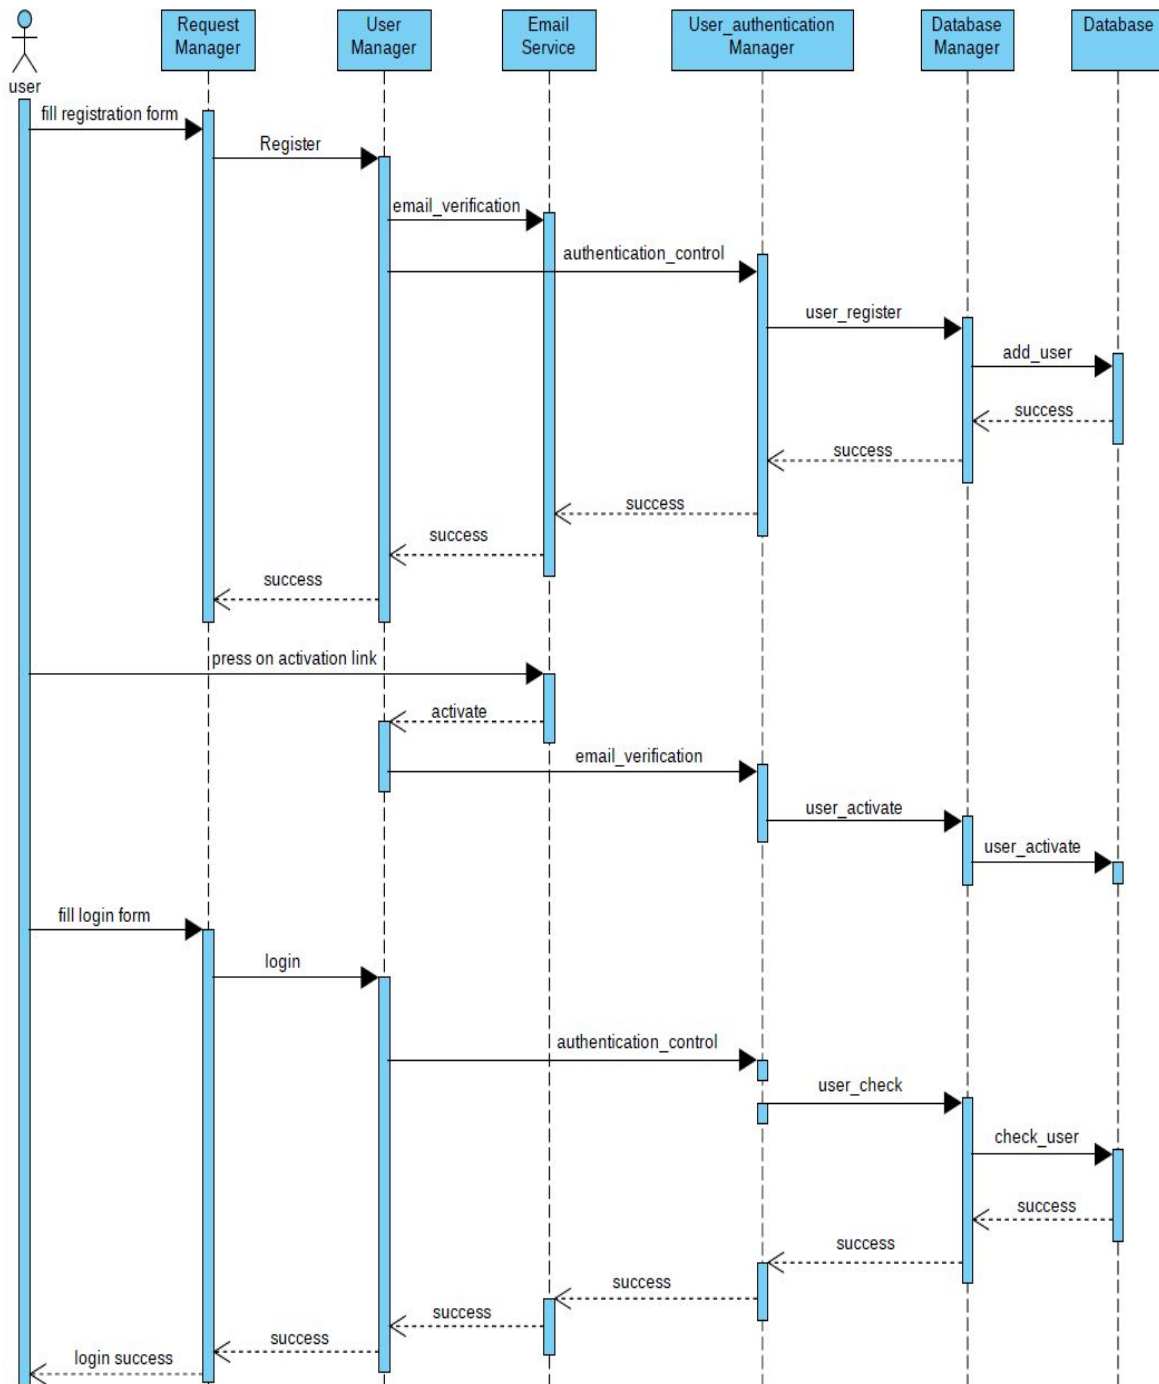 Request
Manager
User
Manager
Email
Service
User_authentication
Manager
Database
Manager
Database
user
fill registration form
Register
email_verification
authentication_control
user_register
add_user
success
success
success
success
success
press on activation link
activate
email_verification
user_activate
user_activate
fill login form
login
authentication_control
user_check
check_user
success
success
success
success
success
login success